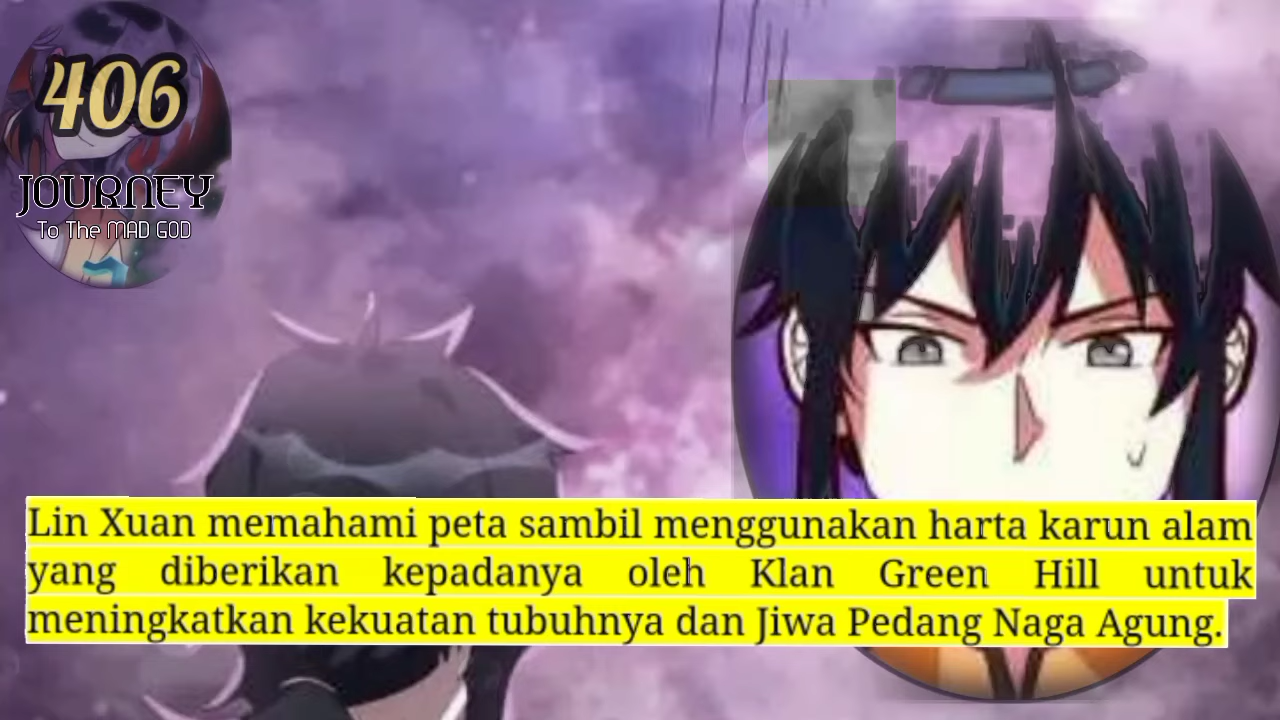 406
JOURNEY
To The MAD GOD
Lin Xuan memahami peta sambil menggunakan harta karun alam
yang diberikan kepadanya oleh Klan Green Hill untuk
meningkatkan kekuatan tubuhnya dan Jiwa Pedang Naga Agung.